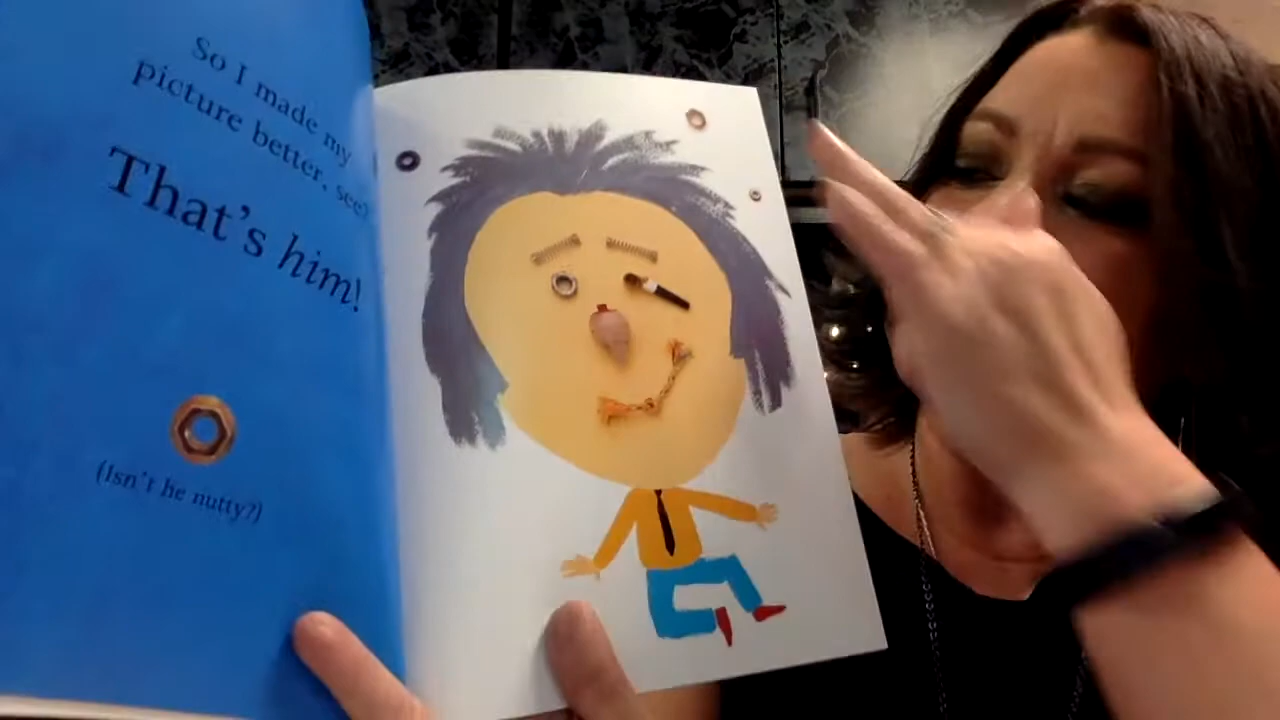 So I made my
picture better, see?
That's him!
(Isn't he nutty?)